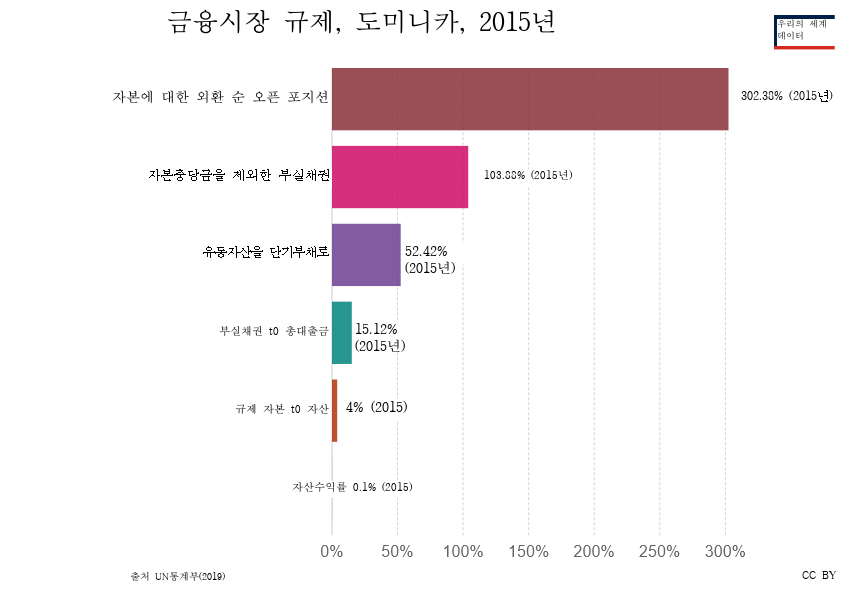 금융시장 규제, 도미니카, 2015년
우리의 세계
데이터
자본에 대한 외환 순 오픈 포지션
302.38% (2015년)
자본충당금을 제외한 부실채권
103.88% (2015년)
유동자산을 단기부채로
52.42%
(2015년)
부실채권 t0 총대출금
15.12%
(2015년)
규제 자본 t0 자산
4% (2015)
자산수익률 0.1% (2015)
0% 50% 100% 150% 200% 250% 300%
출처 UN통계부(2019)
CC BY